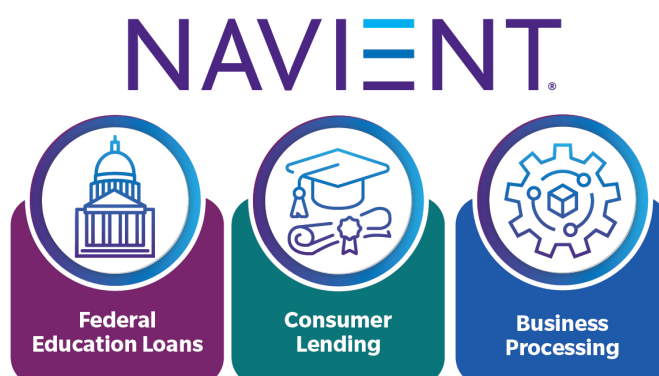 NAVIENT®
Federal
Education Loans
Consumer
Lending
Business
Processing